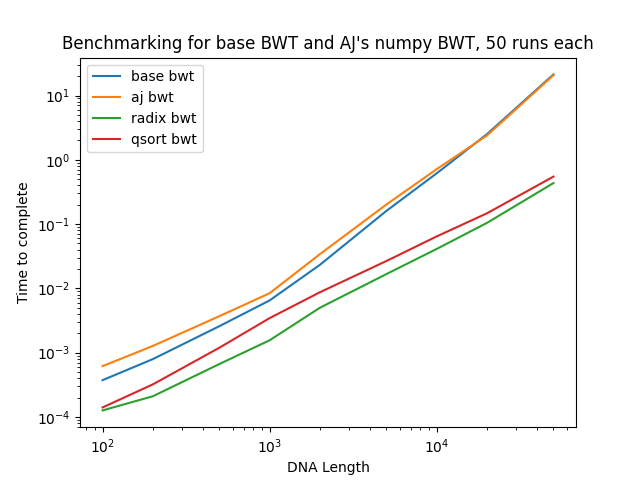 Benchmarking for base BWT and AJ's numpy BWT, 50 runs each
base bwt
aj bwt
radix bwt
qsort bwt
Time to complete
10¹
10⁰
10⁻¹
10⁻²
10⁻³
10⁻⁴
10²
10³
10⁴
DNA Length